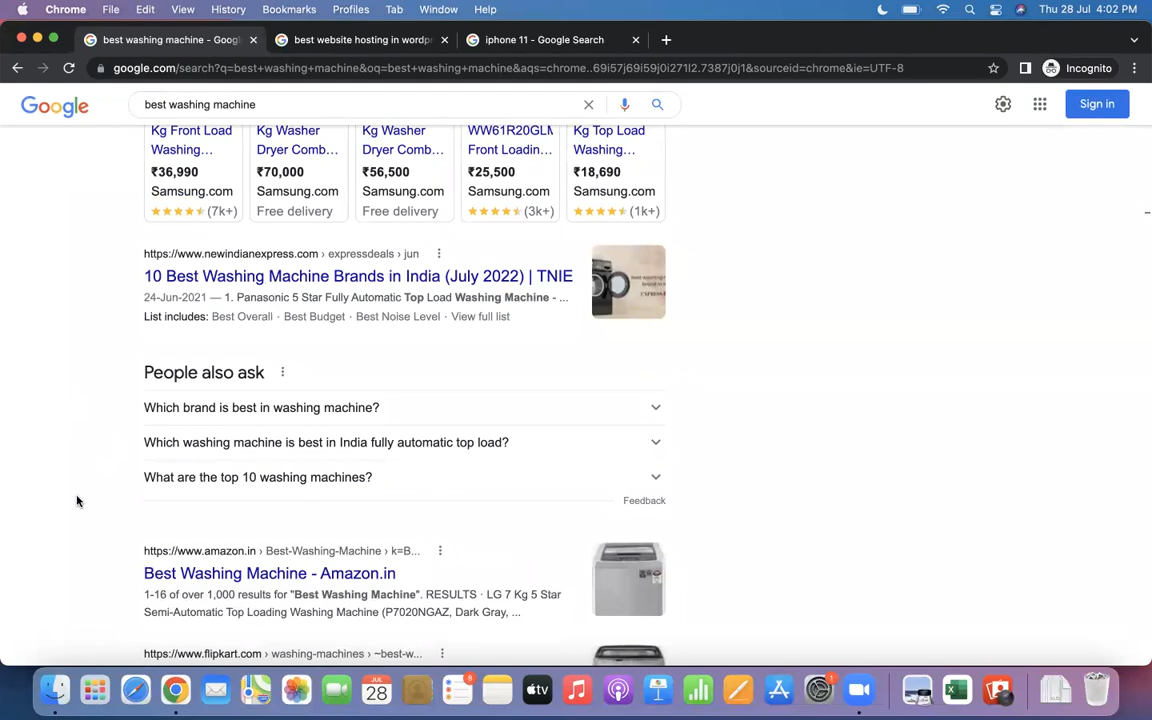 Chrome File Edit View History Bookmarks Profiles Tab Window Help Thu 28 Jul 4:02 PM
best washing machine - Goog best website hosting in wordpr iphone 11 - Google Search
google.com/search?q=best+washing+machine&oq=best+washing+machine&aqs=chrome..69i57j69i59j0i271l2.7387j0j1&sourceid=chrome&ie=UTF-8 Incognito
Google best washing machine Sign in
Kg Front Load Kg Washer Kg Washer WW61R20GLM Kg Top Load
Washing... Dryer Comb... Dryer Comb... Front Loadin... Washing...
₹36,990 ₹70,000 ₹56,500 ₹25,500 ₹18,690
Samsung.com Samsung.com Samsung.com Samsung.com Samsung.com
(7k+) Free delivery Free delivery (3k+) (1k+)
https://www.newindianexpress.com › expressdeals › jun
10 Best Washing Machine Brands in India (July 2022) | TNIE
24-Jun-2021 — 1. Panasonic 5 Star Fully Automatic Top Load Washing Machine - ...
List includes: Best Overall · Best Budget · Best Noise Level · View full list
People also ask
Which brand is best in washing machine?
Which washing machine is best in India fully automatic top load?
What are the top 10 washing machines?
Feedback
https://www.amazon.in › Best-Washing-Machine › k=B...
Best Washing Machine - Amazon.in
1-16 of over 1,000 results for "Best Washing Machine". RESULTS · LG 7 Kg 5 Star
Semi-Automatic Top Loading Washing Machine (P7020NGAZ, Dark Gray, ...
https://www.flipkart.com › washing-machines › ~best-w...
JUL
28
tv